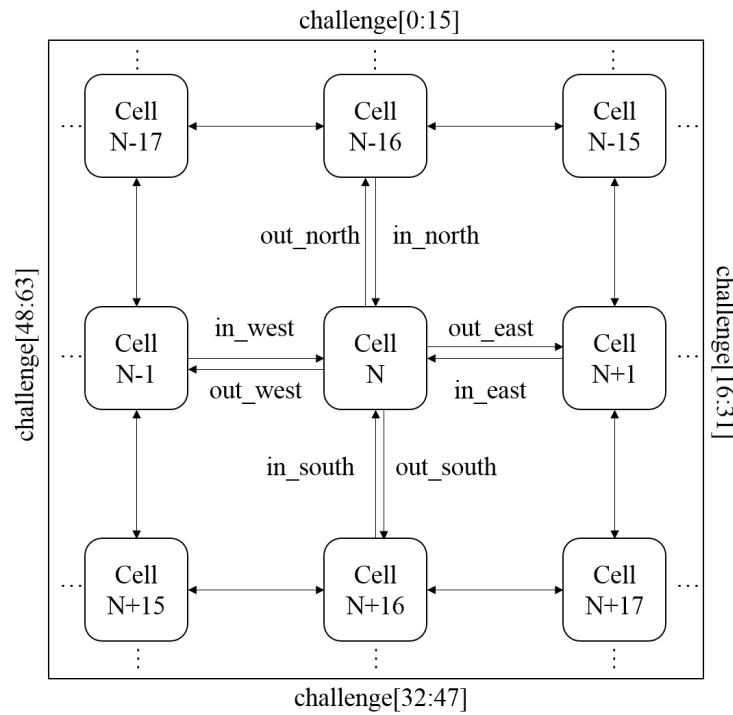 challenge[0:15]
Cell
N-17
Cell
N-16
Cell
N-15
out_north
in_north
challenge[48:63]
Cell
N-1
in_west
out_west
Cell
N
out_east
in_east
Cell
N+1
challenge[16:31]
in_south
out_south
Cell
N+15
Cell
N+16
Cell
N+17
challenge[32:47]